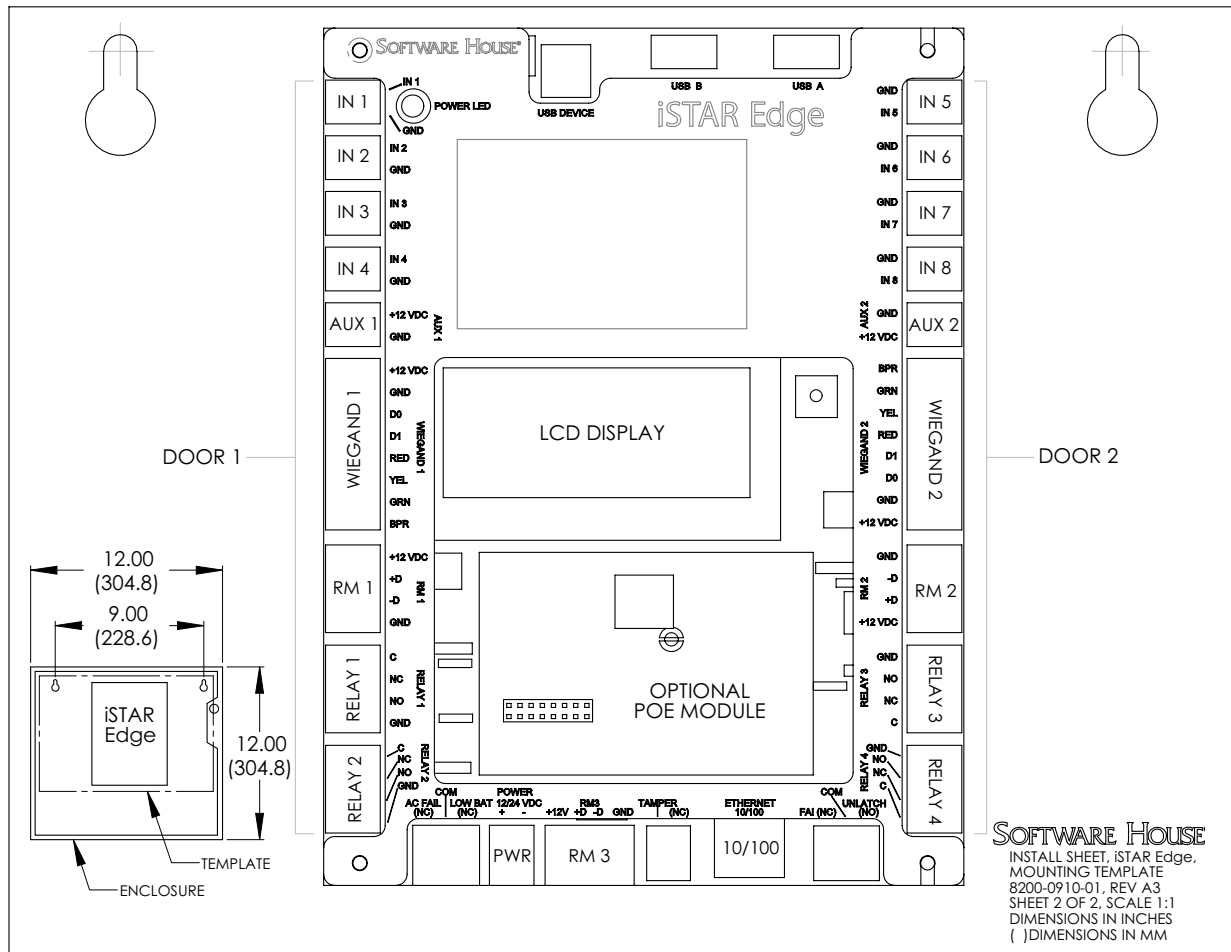 SOFTWARE HOUSE®
USB DEVICE
USB B
USB A
iSTAR Edge
POWER LED
DOOR 1
IN 1
IN 1
GND
IN 2
IN 2
GND
IN 3
IN 3
GND
IN 4
IN 4
GND
AUX 1
+12 VDC
GND
AUX 1
WIEGAND 1
+12 VDC
GND
D0
D1
RED
YEL
GRN
BPR
WIEGAND 1
RM 1
+12 VDC
+D
-D
GND
RM 1
RELAY 1
C
NC
NO
GND
RELAY 1
RELAY 2
C
NC
NO
GND
RELAY 2
LCD DISPLAY
OPTIONAL
POE MODULE
GND
IN 5
IN 5
GND
IN 6
IN 6
GND
IN 7
IN 7
GND
IN 8
IN 8
AUX 2
GND
+12 VDC
AUX 2
BPR
GRN
YEL
RED
D1
D0
GND
+12 VDC
WIEGAND 2
WIEGAND 2
DOOR 2
GND
-D
+D
+12 VDC
RM 2
RM 2
GND
NO
NC
C
RELAY 3
RELAY 3
GND
NO
NC
C
RELAY 4
RELAY 4
COM
AC FAIL
(NC)
LOW BAT
(NC)
POWER
12/24 VDC
+ -
RM3
+12V +D -D GND
TAMPER
(NC)
ETHERNET
10/100
COM
FAI (NC)
UNLATCH
(NO)
PWR
RM 3
10/100
12.00
(304.8)
9.00
(228.6)
iSTAR
Edge
12.00
(304.8)
TEMPLATE
ENCLOSURE
SOFTWARE HOUSE
INSTALL SHEET, iSTAR Edge,
MOUNTING TEMPLATE
8200-0910-01, REV A3
SHEET 2 OF 2, SCALE 1:1
DIMENSIONS IN INCHES
( )DIMENSIONS IN MM